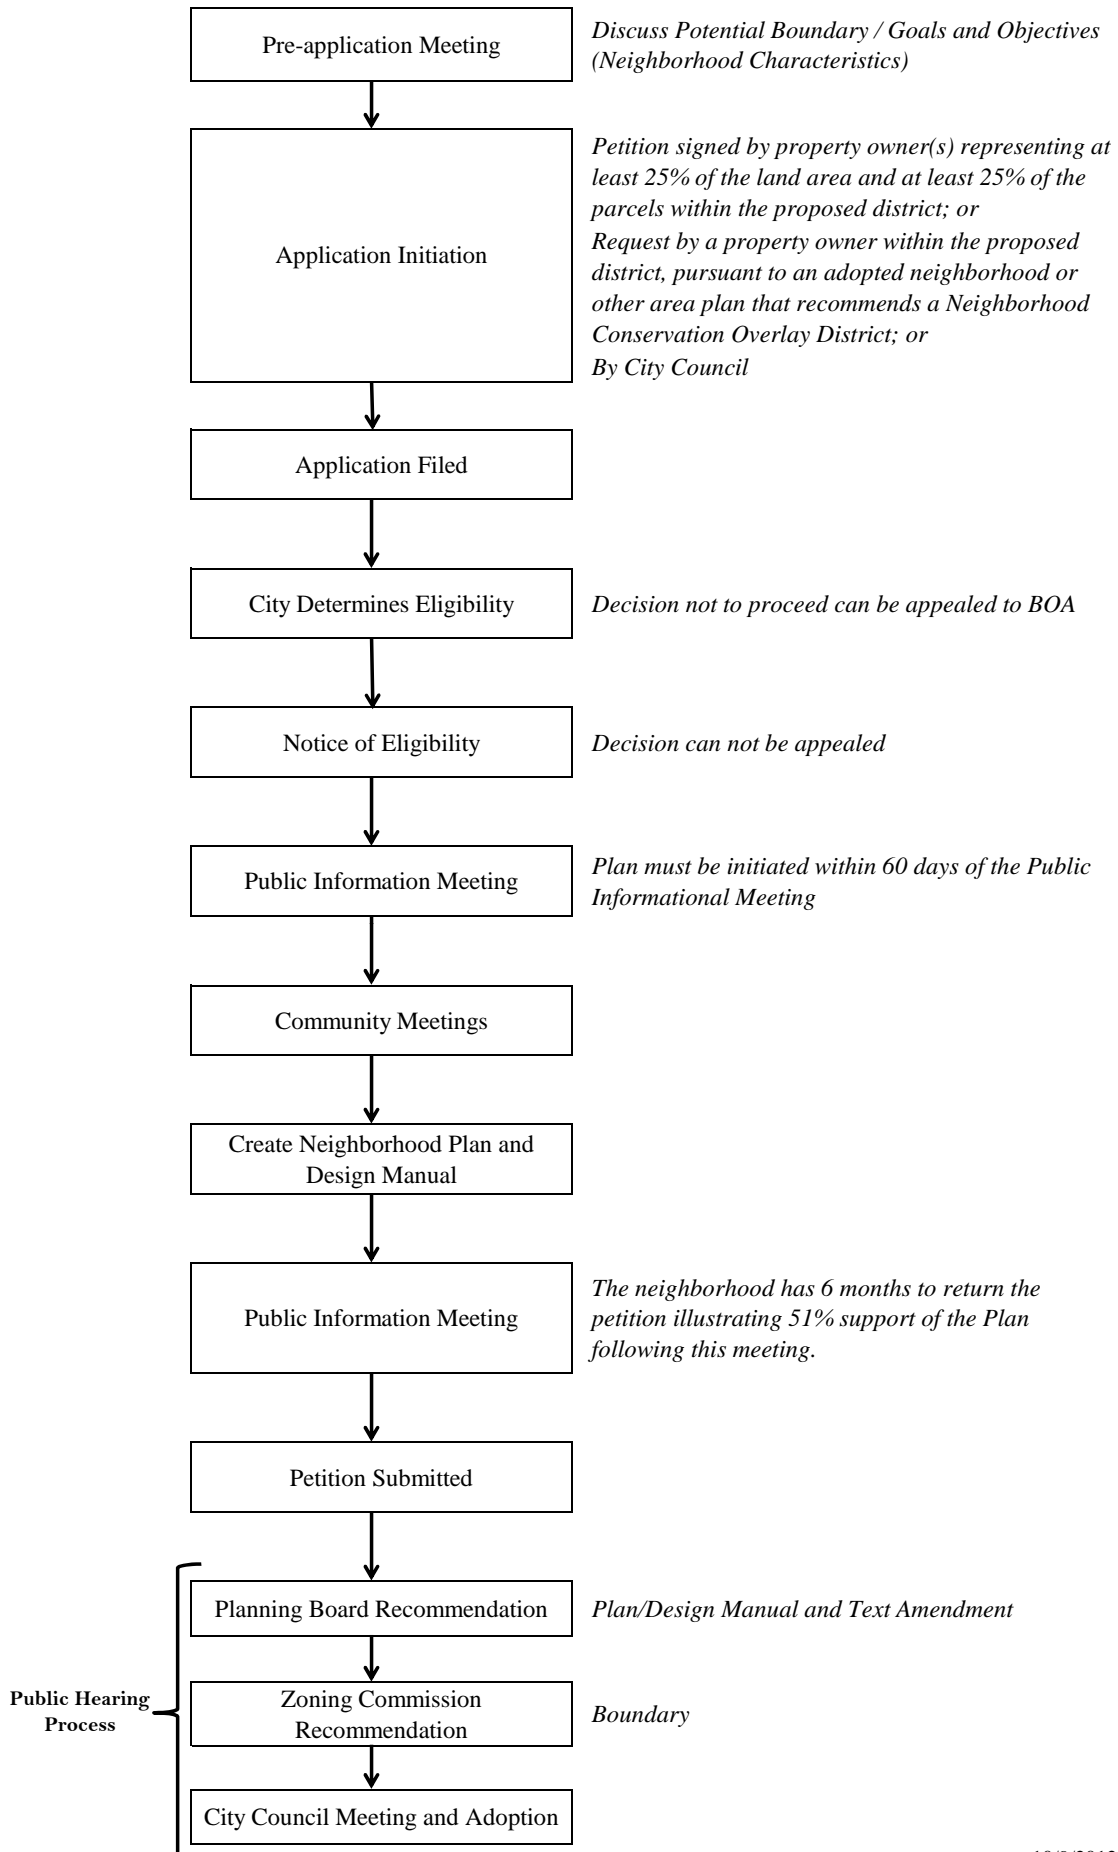 Pre-application Meeting
Discuss Potential Boundary / Goals and Objectives
(Neighborhood Characteristics)
Application Initiation
Petition signed by property owner(s) representing at
least 25% of the land area and at least 25% of the
parcels within the proposed district; or
Request by a property owner within the proposed
district, pursuant to an adopted neighborhood or
other area plan that recommends a Neighborhood
Conservation Overlay District; or
By City Council
Application Filed
City Determines Eligibility
Decision not to proceed can be appealed to BOA
Notice of Eligibility
Decision can not be appealed
Public Information Meeting
Plan must be initiated within 60 days of the Public
Informational Meeting
Community Meetings
Create Neighborhood Plan and
Design Manual
Public Information Meeting
The neighborhood has 6 months to return the
petition illustrating 51% support of the Plan
following this meeting.
Petition Submitted
Planning Board Recommendation
Plan/Design Manual and Text Amendment
Public Hearing
Process
Zoning Commission
Recommendation
Boundary
City Council Meeting and Adoption